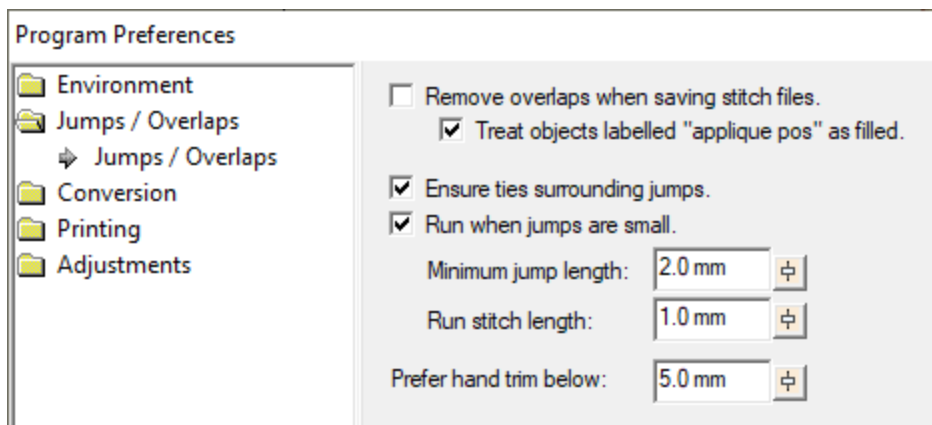 Program Preferences
Environment
Jumps / Overlaps
Jumps / Overlaps
Conversion
Printing
Adjustments
Remove overlaps when saving stitch files.
Treat objects labelled "applique pos" as filled.
Ensure ties surrounding jumps.
Run when jumps are small.
Minimum jump length: 2.0 mm
Run stitch length: 1.0 mm
Prefer hand trim below: 5.0 mm